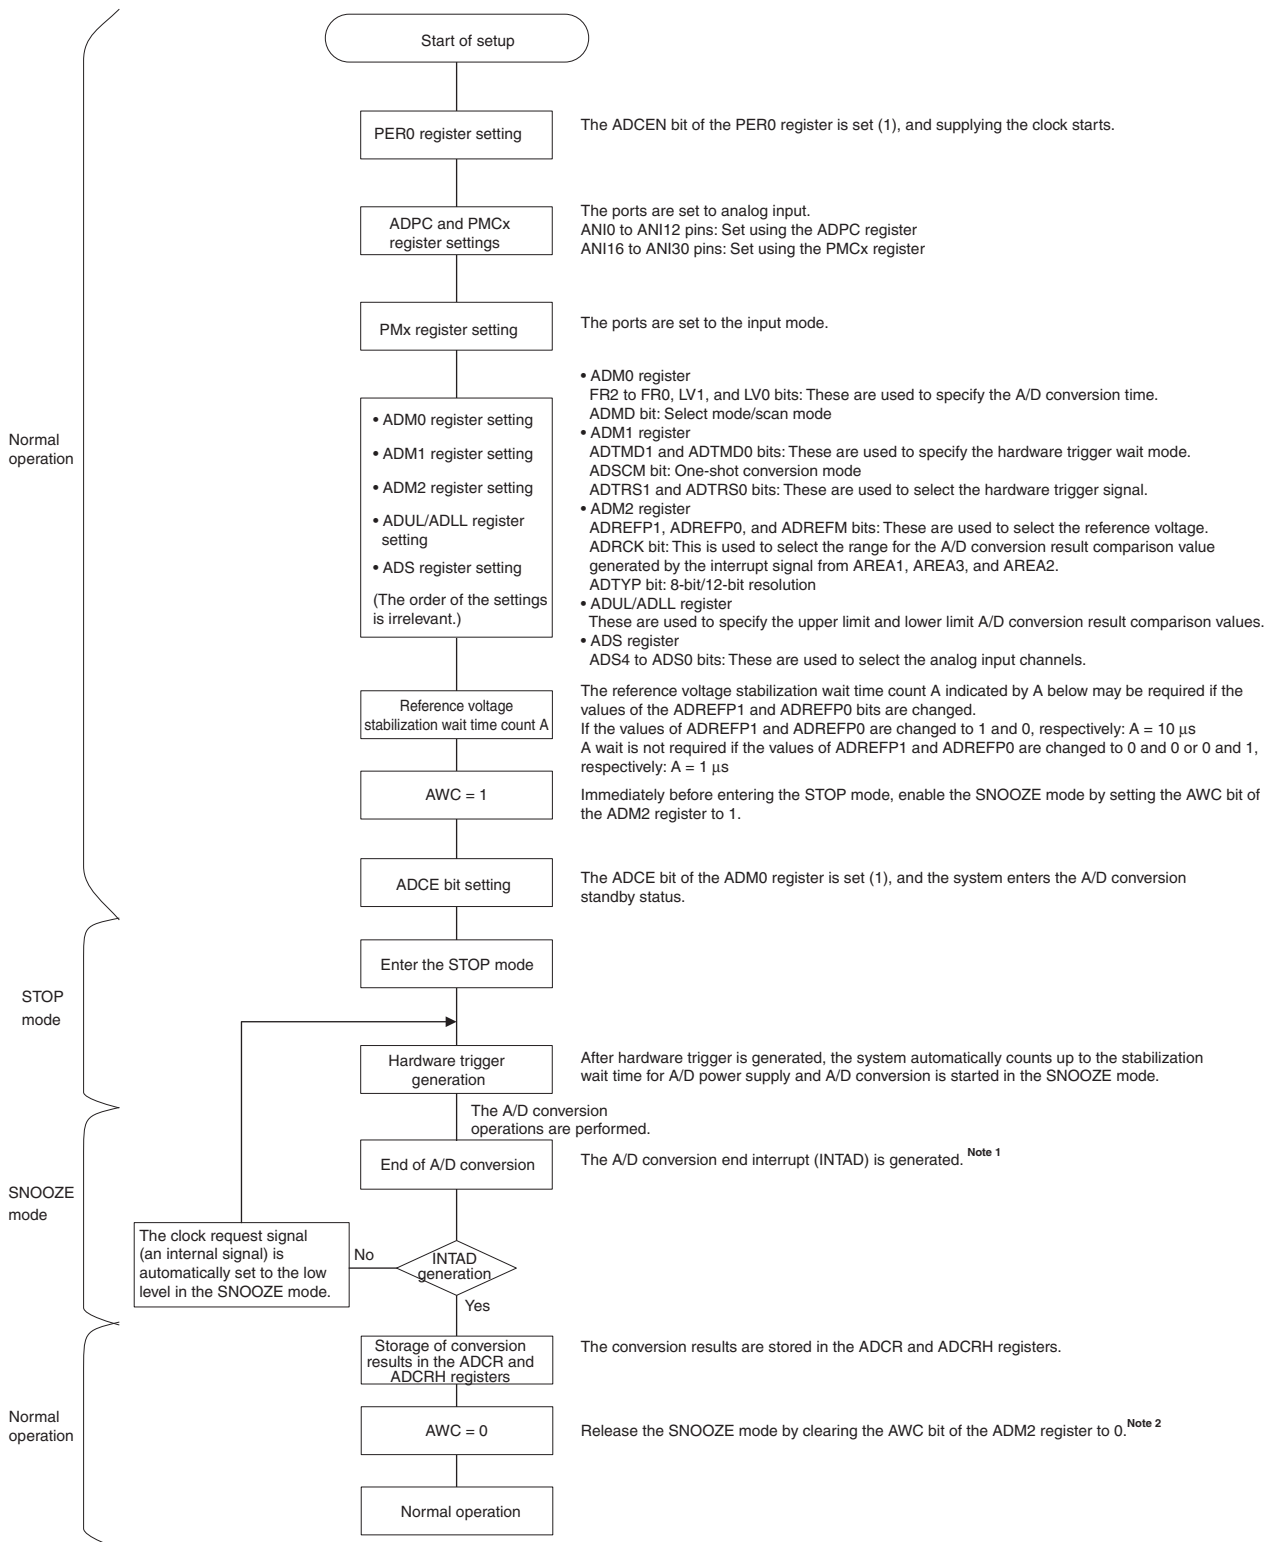 Start of setup
PER0 register setting
The ADCEN bit of the PER0 register is set (1), and supplying the clock starts.
ADPC and PMCx
register settings
The ports are set to analog input.
ANI0 to ANI12 pins: Set using the ADPC register
ANI16 to ANI30 pins: Set using the PMCx register
PMx register setting
The ports are set to the input mode.
Normal
operation
• ADM0 register setting
• ADM1 register setting
• ADM2 register setting
• ADUL/ADLL register
setting
• ADS register setting
(The order of the settings
is irrelevant.)
• ADM0 register
FR2 to FR0, LV1, and LV0 bits: These are used to specify the A/D conversion time.
ADMD bit: Select mode/scan mode
• ADM1 register
ADTMD1 and ADTMD0 bits: These are used to specify the hardware trigger wait mode.
ADSCM bit: One-shot conversion mode
ADTRS1 and ADTRS0 bits: These are used to select the hardware trigger signal.
• ADM2 register
ADREFP1, ADREFP0, and ADREFM bits: These are used to select the reference voltage.
ADRCK bit: This is used to select the range for the A/D conversion result comparison value
generated by the interrupt signal from AREA1, AREA3, and AREA2.
ADTYP bit: 8-bit/12-bit resolution
• ADUL/ADLL register
These are used to specify the upper limit and lower limit A/D conversion result comparison values.
• ADS register
ADS4 to ADS0 bits: These are used to select the analog input channels.
Reference voltage
stabilization wait time count A
The reference voltage stabilization wait time count A indicated by A below may be required if the
values of the ADREFP1 and ADREFP0 bits are changed.
If the values of ADREFP1 and ADREFP0 are changed to 1 and 0, respectively: A = 10 μs
A wait is not required if the values of ADREFP1 and ADREFP0 are changed to 0 and 0 or 0 and 1,
respectively: A = 1 μs
AWC = 1
Immediately before entering the STOP mode, enable the SNOOZE mode by setting the AWC bit of
the ADM2 register to 1.
ADCE bit setting
The ADCE bit of the ADM0 register is set (1), and the system enters the A/D conversion
standby status.
Enter the STOP mode
STOP
mode
Hardware trigger
generation
After hardware trigger is generated, the system automatically counts up to the stabilization
wait time for A/D power supply and A/D conversion is started in the SNOOZE mode.
The A/D conversion
operations are performed.
End of A/D conversion
The A/D conversion end interrupt (INTAD) is generated. Note 1
SNOOZE
mode
The clock request signal
(an internal signal) is
automatically set to the low
level in the SNOOZE mode.
No
INTAD
generation
Yes
Storage of conversion
results in the ADCR and
ADCRH registers
The conversion results are stored in the ADCR and ADCRH registers.
Normal
operation
AWC = 0
Release the SNOOZE mode by clearing the AWC bit of the ADM2 register to 0. Note 2
Normal operation